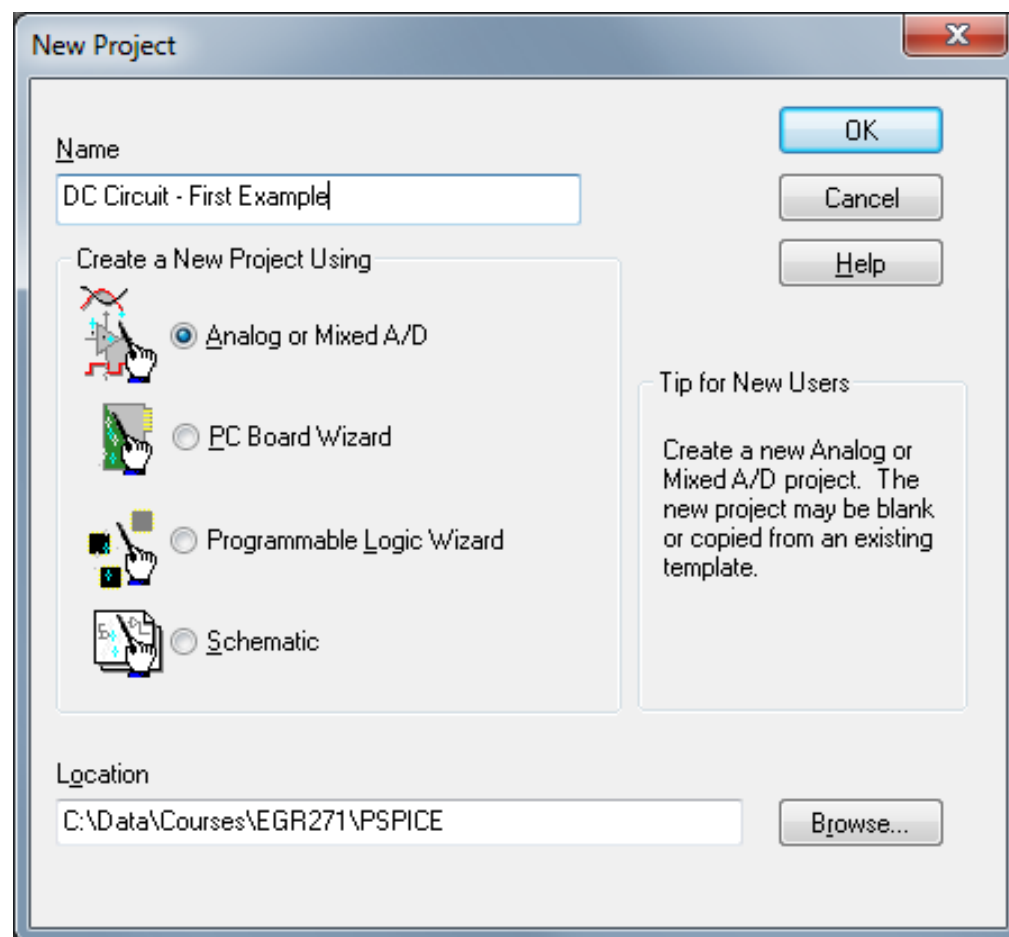 New Project
Name
DC Circuit - First Example
OK
Cancel
Help
Create a New Project Using
Analog or Mixed A/D
PC Board Wizard
Programmable Logic Wizard
Schematic
Tip for New Users
Create a new Analog or
Mixed A/D project. The
new project may be blank
or copied from an existing
template.
Location
C:\Data\Courses\EGR271\PSPICE
Browse...